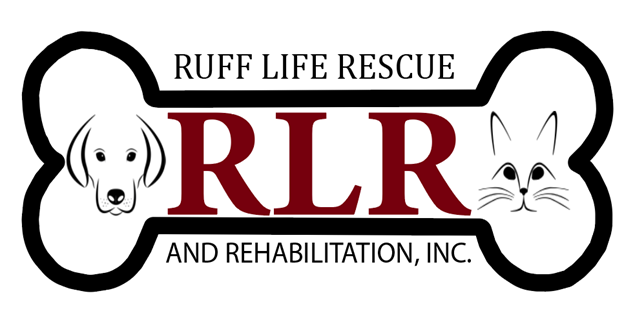 RUFF LIFE RESCUE
RLR
AND REHABILITATION, INC.